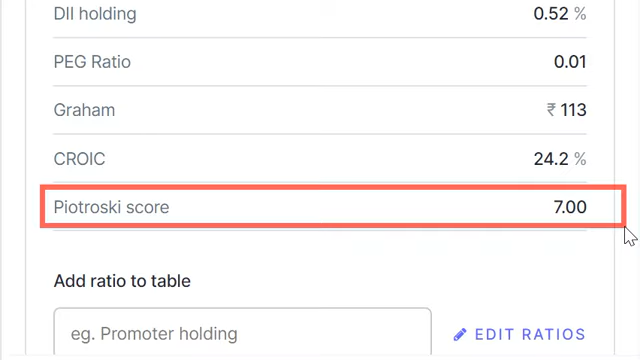 DII holding 0.52 %
PEG Ratio 0.01
Graham ₹ 113
CROIC 24.2 %
Piotroski score 7.00
Add ratio to table
eg. Promoter holding EDIT RATIOS